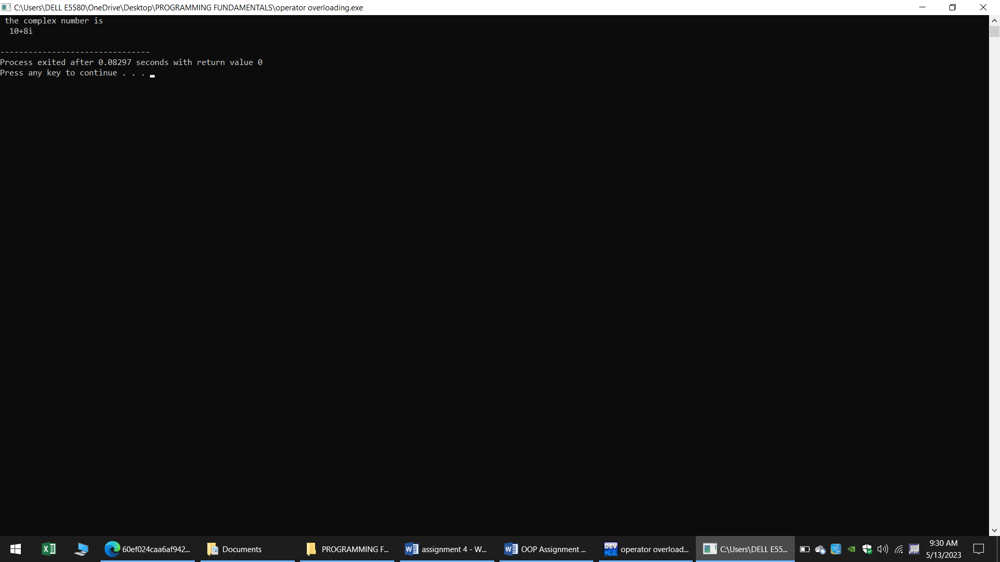 C:\Users\DELL E5580\OneDrive\Desktop\PROGRAMMING FUNDAMENTALS\operator overloading.exe
the complex number is
10+8i
--------------------------------
Process exited after 0.08297 seconds with return value 0
Press any key to continue . . .
60ef024caa6af942... Documents PROGRAMMING F... assignment 4 - W... OOP Assignment ... DEV operator overload... C:\Users\DELL E55... 9:30 AM
5/13/2023